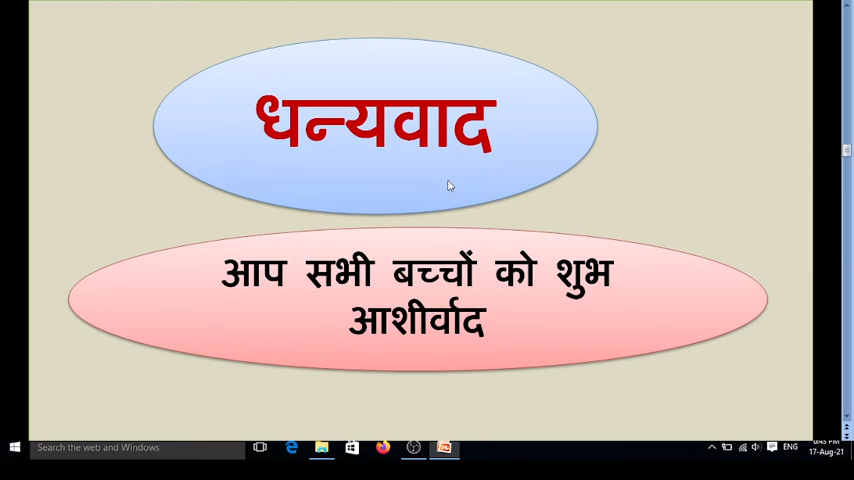 धन्यवाद
आप सभी बच्चों को शुभ
आशीर्वाद
Search the web and Windows
ENG
17-Aug-21